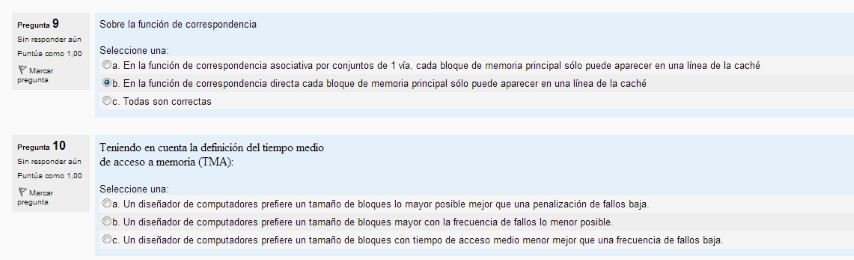 Pregunta 9
Sin responder aún
Puntúa como 1,00
Marcar
pregunta
Sobre la función de correspondencia
Seleccione una:
a. En la función de correspondencia asociativa por conjuntos de 1 vía, cada bloque de memoria principal sólo puede aparecer en una línea de la caché
b. En la función de correspondencia directa cada bloque de memoria principal sólo puede aparecer en una línea de la caché
c. Todas son correctas
Pregunta 10
Sin responder aún
Puntúa como 1,00
Marcar
pregunta
Teniendo en cuenta la definición del tiempo medio
de acceso a memoria (TMA):
Seleccione una:
a. Un diseñador de computadores prefiere un tamaño de bloques lo mayor posible mejor que una penalización de fallos baja.
b. Un diseñador de computadores prefiere un tamaño de bloques mayor con la frecuencia de fallos lo menor posible.
c. Un diseñador de computadores prefiere un tamaño de bloques con tiempo de acceso medio menor mejor que una frecuencia de fallos baja.